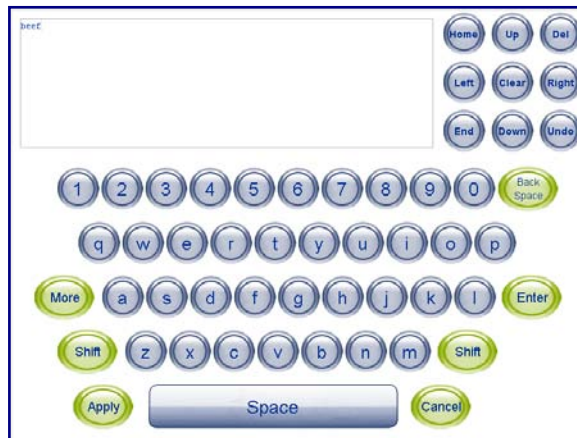 beef
Home Up Del
Left Clear Right
End Down Undo
1 2 3 4 5 6 7 8 9 0 Back Space
q w e r t y u i o p
More a s d f g h j k l Enter
Shift z x c v b n m Shift
Apply Space Cancel